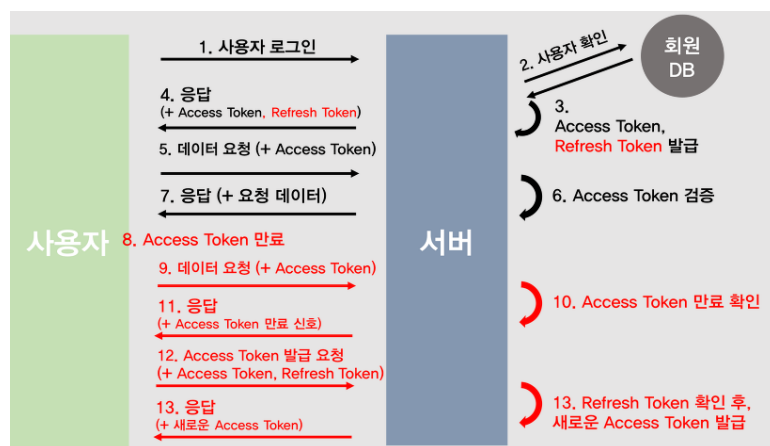 1. 사용자 로그인
2. 사용자 확인
회원
DB
4. 응답
(+ Access Token, Refresh Token)
3.
Access Token,
Refresh Token 발급
5. 데이터 요청 (+ Access Token)
7. 응답 (+ 요청 데이터)
6. Access Token 검증
사용자
8. Access Token 만료
서버
9. 데이터 요청 (+ Access Token)
11. 응답
(+ Access Token 만료 신호)
10. Access Token 만료 확인
12. Access Token 발급 요청
(+ Access Token, Refresh Token)
13. 응답
(+ 새로운 Access Token)
13. Refresh Token 확인 후,
새로운 Access Token 발급